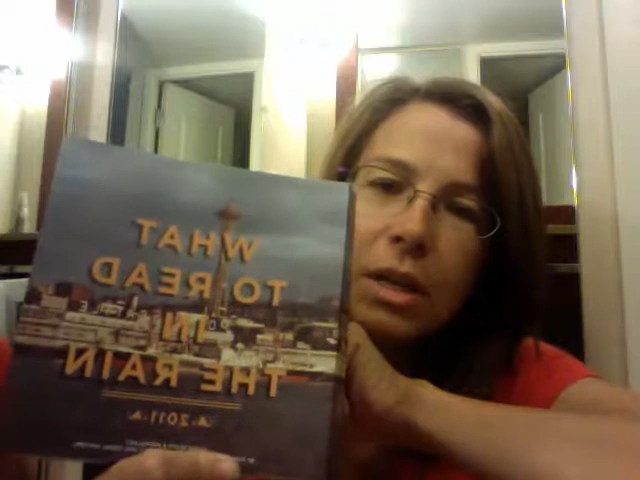 WHAT
TO READ
IN
THE RAIN
2011